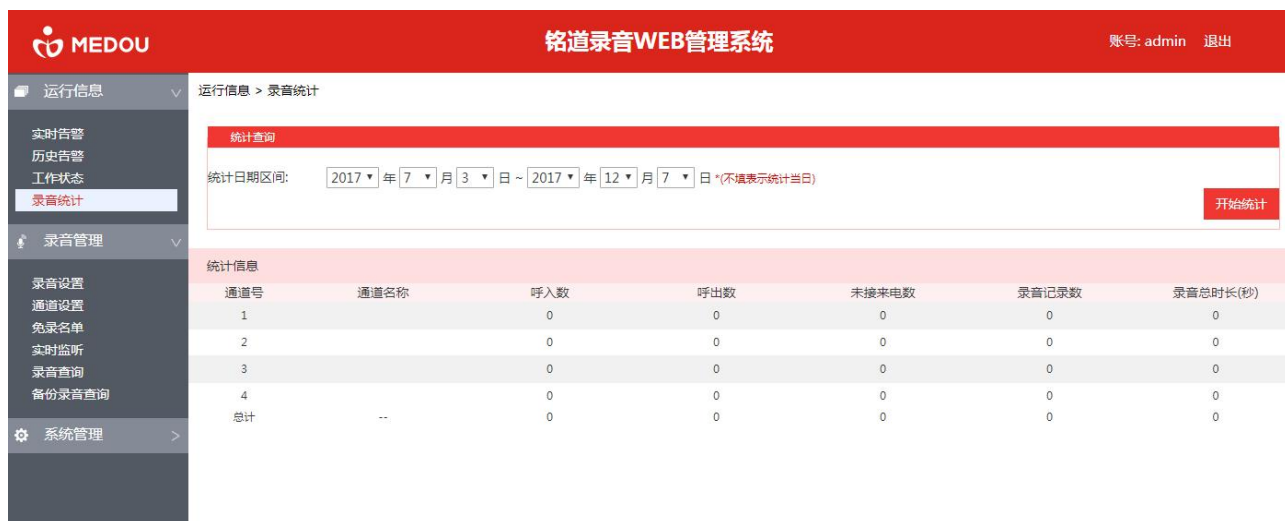 MEDOU
铭道录音WEB管理系统
账号: admin 退出
运行信息
运行信息 > 录音统计
实时告警
历史告警
工作状态
录音统计
统计查询
统计日期区间: 2017 年 7 月 3 日 ~ 2017 年 12 月 7 日 *(不填表示统计当日)
开始统计
录音管理
录音设置
通道设置
免录名单
实时监听
录音查询
备份录音查询
系统管理
统计信息
通道号 通道名称 呼入数 呼出数 未接来电数 录音记录数 录音总时长(秒)
1 0 0 0 0 0
2 0 0 0 0 0
3 0 0 0 0 0
4 0 0 0 0 0
总计 -- 0 0 0 0 0